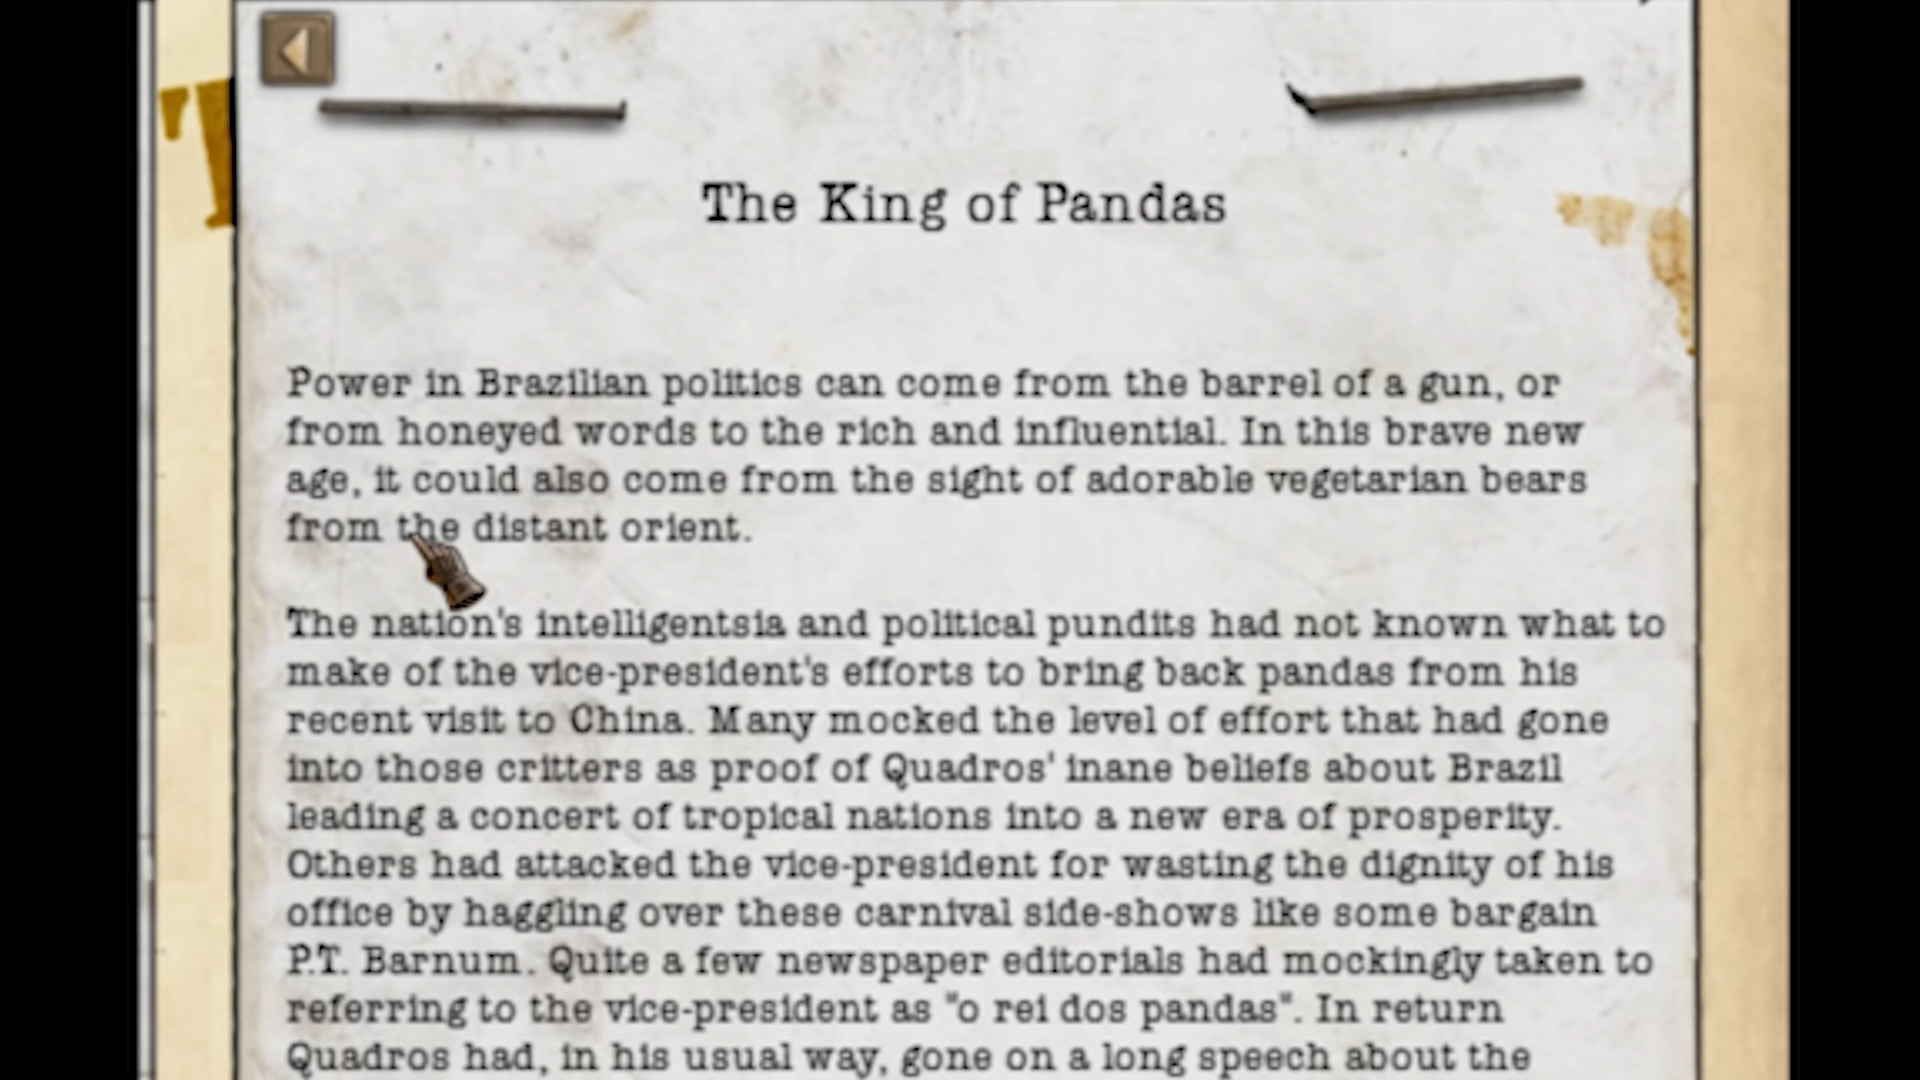 The King of Pandas
Power in Brazilian politics can come from the barrel of a gun, or
from honeyed words to the rich and influential. In this brave new
age, it could also come from the sight of adorable vegetarian bears
from the distant orient.
The nation's intelligentsia and political pundits had not known what to
make of the vice-president's efforts to bring back pandas from his
recent visit to China. Many mocked the level of effort that had gone
into those critters as proof of Quadros' inane beliefs about Brazil
leading a concert of tropical nations into a new era of prosperity.
Others had attacked the vice-president for wasting the dignity of his
office by haggling over these carnival side-shows like some bargain
P.T. Barnum. Quite a few newspaper editorials had mockingly taken to
referring to the vice-president as "o rei dos pandas". In return
Quadros had, in his usual way, gone on a long speech about the